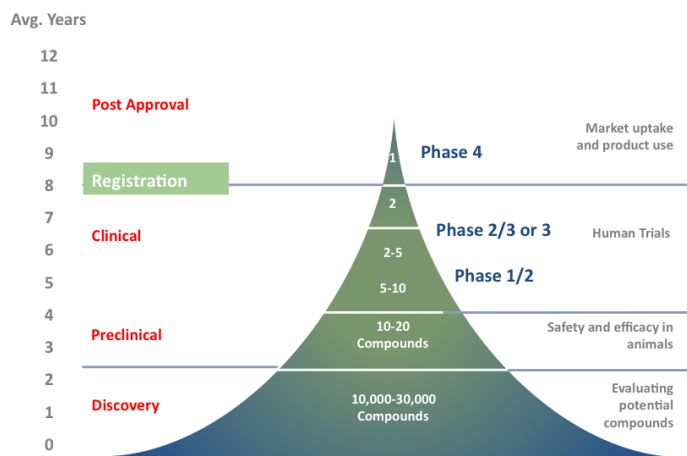 Avg. Years
12
11
Post Approval
10
Market uptake
and product use
9
1
Phase 4
Registration
8
2
7
Phase 2/3 or 3
Human Trials
Clinical
6
2-5
Phase 1/2
5
5-10
4
10-20
Compounds
Preclinical
Safety and efficacy in
animals
3
2
Evaluating
potential
compounds
10,000-30,000
Compounds
Discovery
1
0